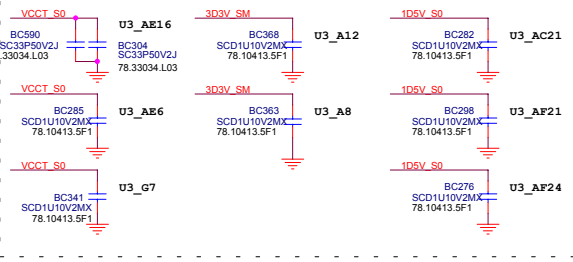 VCCT_S0
U3_AE16
BC590
SC33P50V2J
.33034.L03
BC304
SC33P50V2J
78.33034.L03
3D3V_SM
U3_A12
BC368
SCD1U10V2MX
78.10413.5F1
1D5V_S0
U3_AC21
BC282
SCD1U10V2MX
78.10413.5F1
VCCT_S0
U3_AE6
BC285
SCD1U10V2MX
78.10413.5F1
3D3V_SM
U3_A8
BC363
SCD1U10V2MX
78.10413.5F1
1D5V_S0
U3_AF21
BC298
SCD1U10V2MX
78.10413.5F1
VCCT_S0
U3_G7
BC341
SCD1U10V2MX
78.10413.5F1
1D5V_S0
U3_AF24
BC276
SCD1U10V2MX
78.10413.5F1